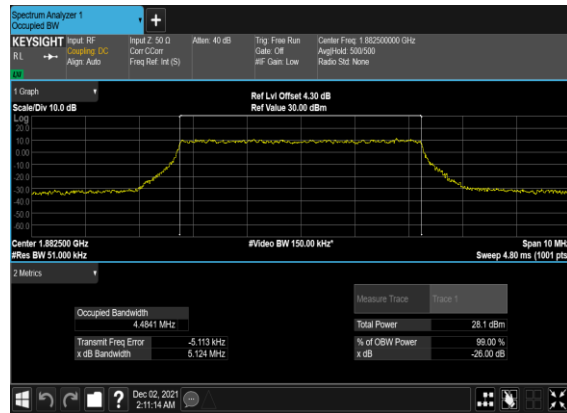 Spectrum Analyzer 1
Occupied BW
+
KEYSIGHT
RL
Input: RF
Coupling: DC
Align: Auto
Input Z: 50 Ω
Corr CCorr
Freq Ref: Int (S)
Atten: 40 dB
Trig: Free Run
Gate: Off
#IF Gain: Low
Center Freq: 1.882500000 GHz
Avg|Hold: 500/500
Radio Std: None
LW
1 Graph
Scale/Div 10.0 dB
Ref Lvl Offset 4.30 dB
Ref Value 30.00 dBm
Log
20.0
10.0
0.00
-10.0
-20.0
-30.0
-40.0
-50.0
-60.0
Center 1.882500 GHz
#Res BW 51.000 kHz
#Video BW 150.00 kHz*
Span 10 MHz
Sweep 4.80 ms (1001 pts)
2 Metrics
Measure Trace
Trace 1
Occupied Bandwidth
4.4841 MHz
Total Power 28.1 dBm
Transmit Freq Error -5.113 kHz
% of OBW Power 99.00 %
x dB Bandwidth 5.124 MHz
x dB -26.00 dB
?
Dec 02, 2021
2:11:14 AM